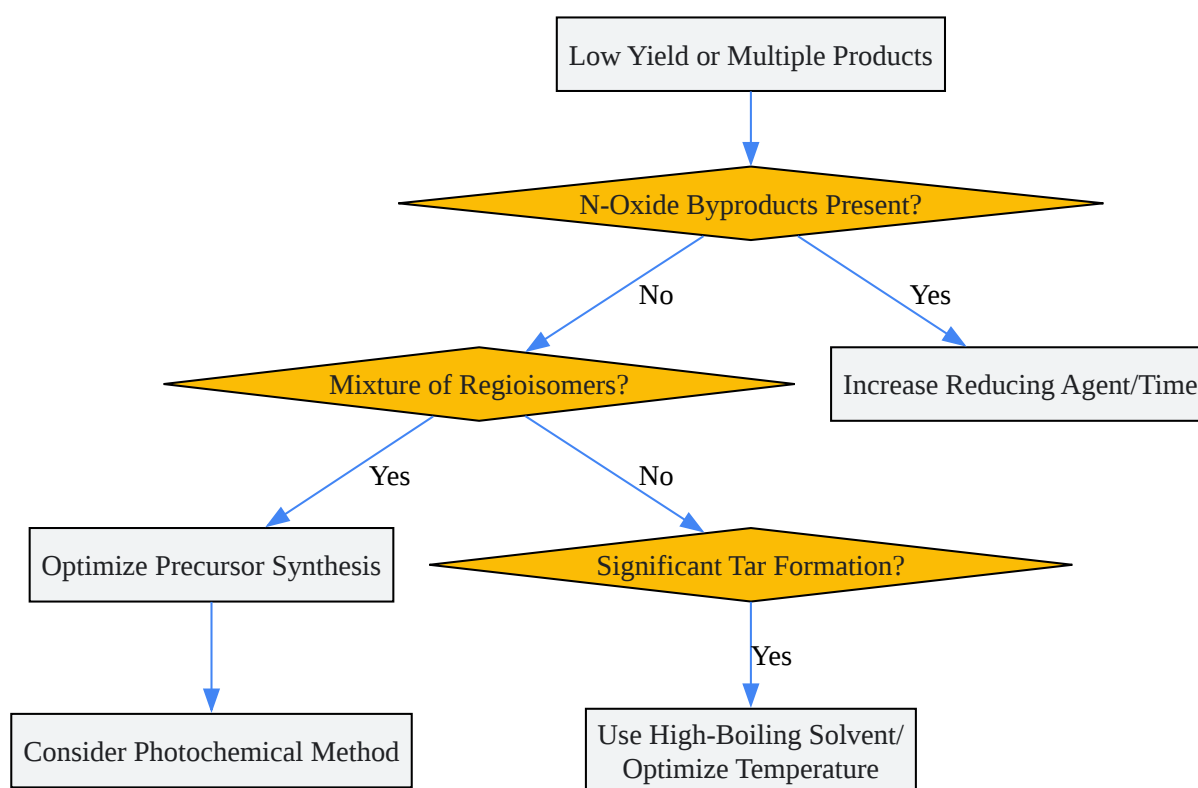 Low Yield or Multiple Products
N-Oxide Byproducts Present?
No
Yes
Mixture of Regioisomers?
Increase Reducing Agent/Time
Yes
No
Optimize Precursor Synthesis
Significant Tar Formation?
Yes
Consider Photochemical Method
Use High-Boiling Solvent/
Optimize Temperature